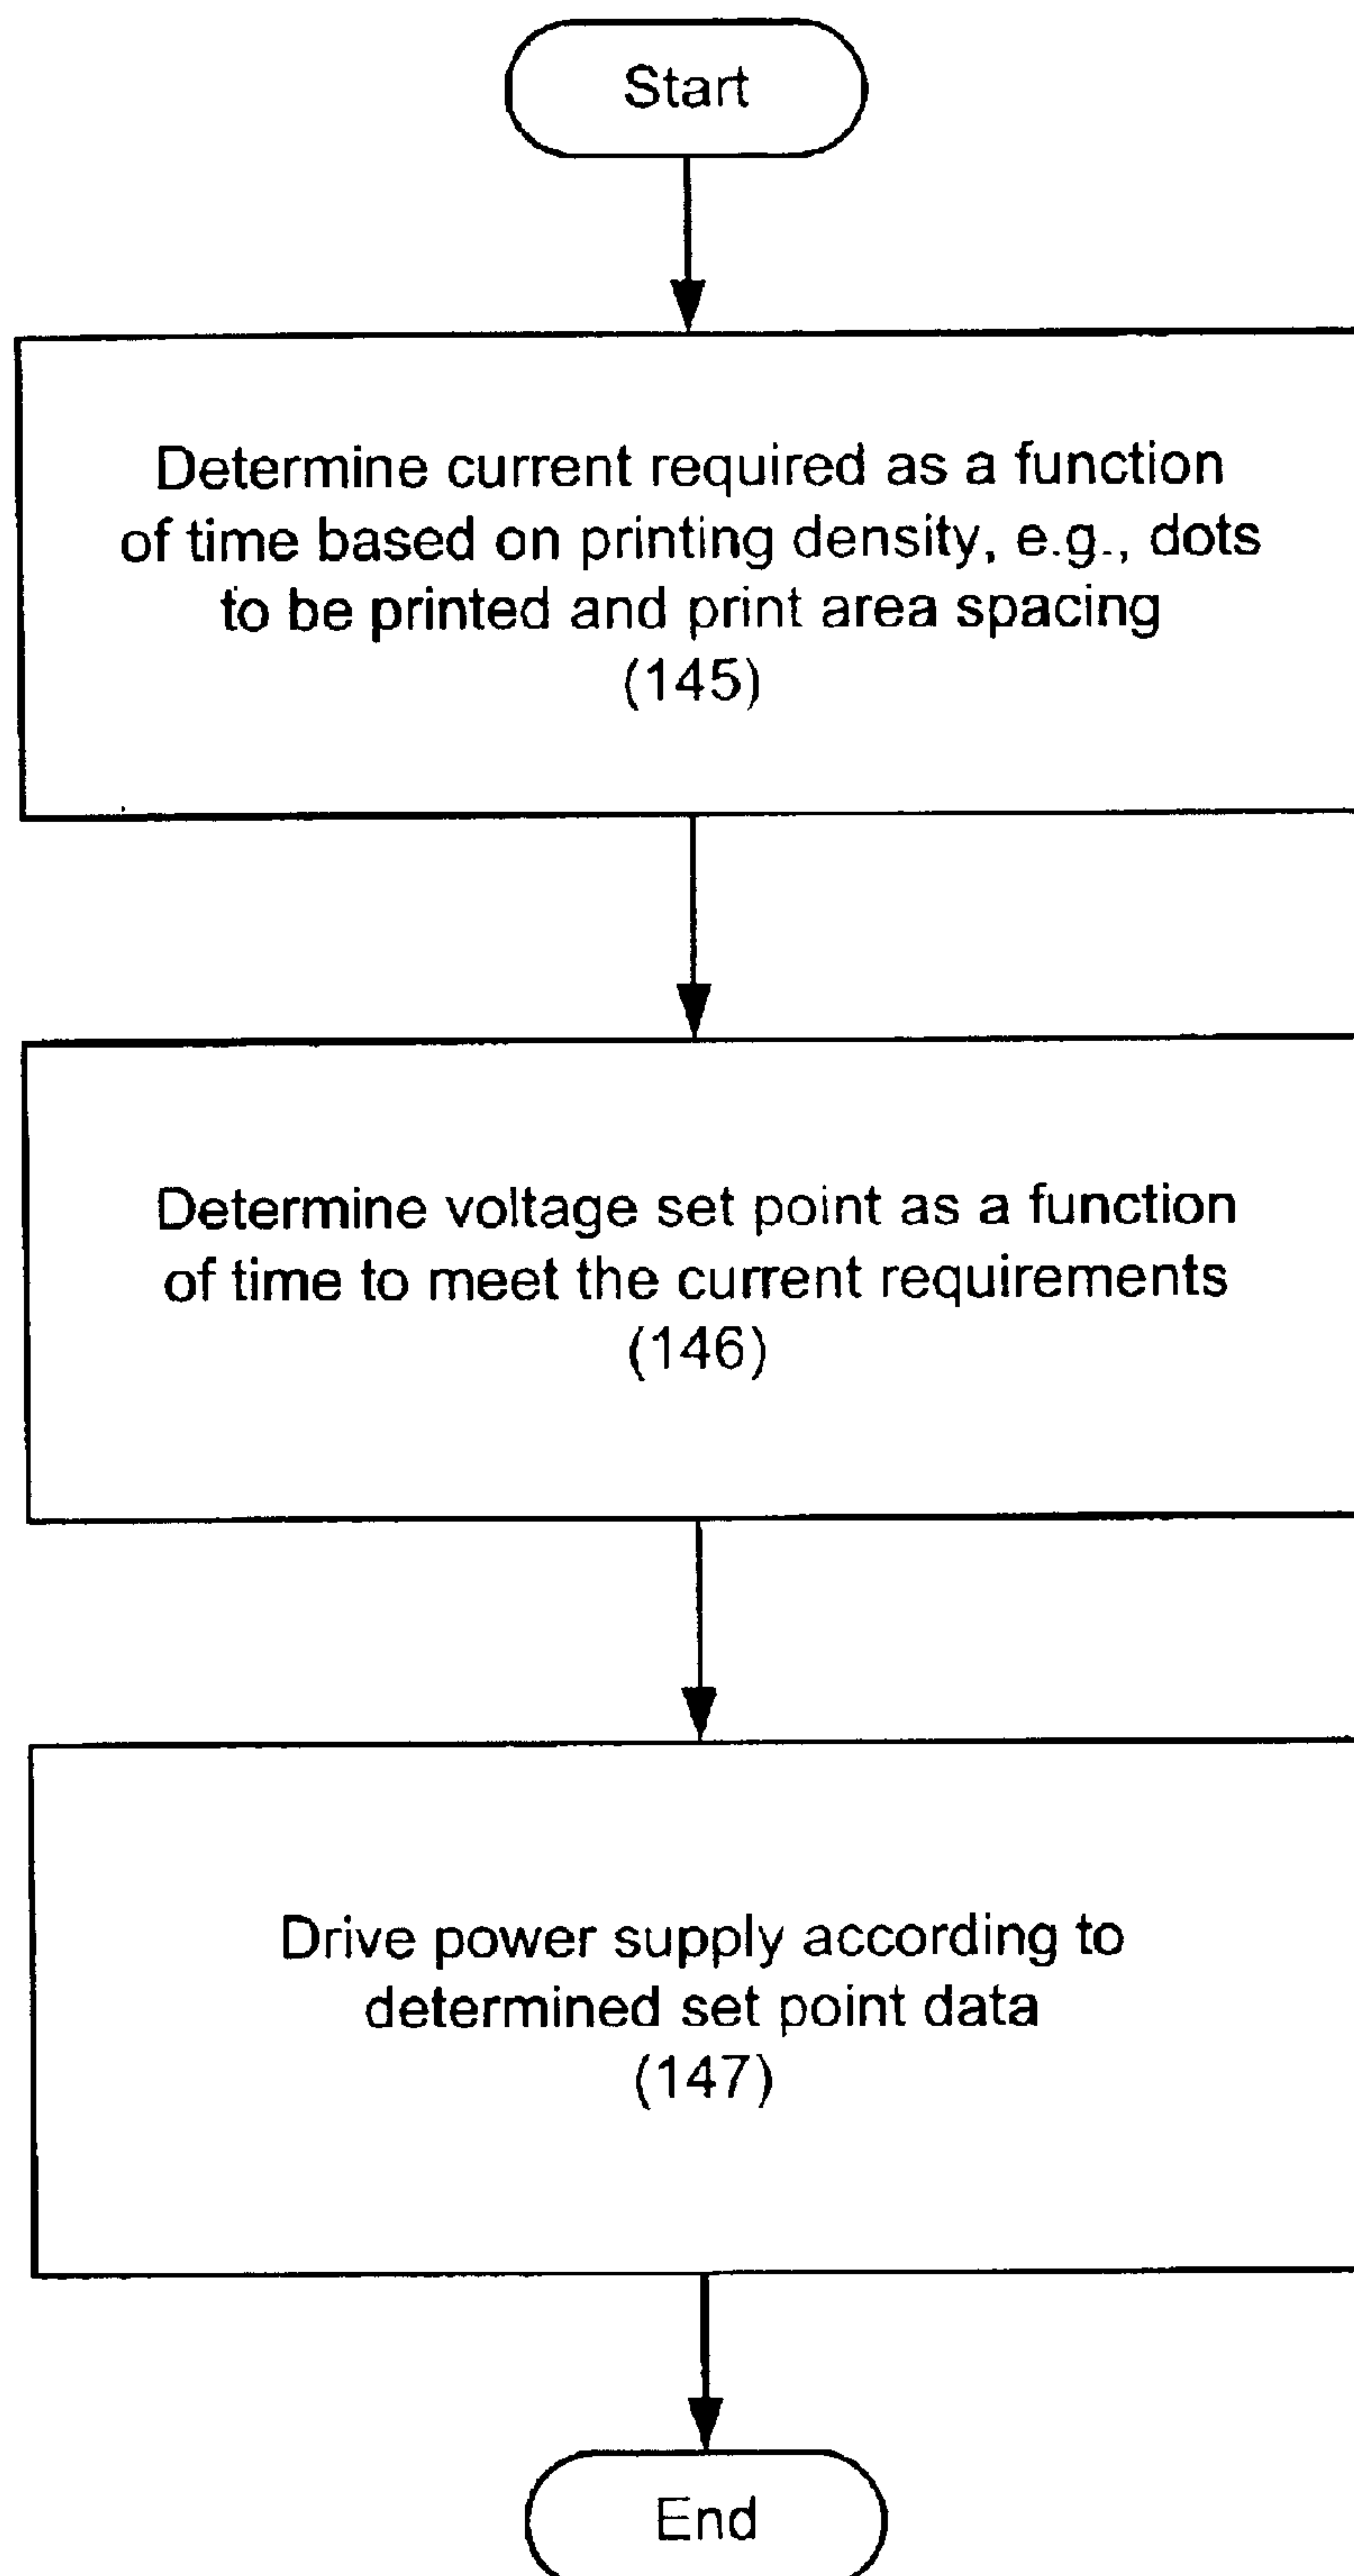 Start
Determine current required as a function
of time based on printing density, e.g., dots
to be printed and print area spacing
(145)
Determine voltage set point as a function
of time to meet the current requirements
(146)
Drive power supply according to
determined set point data
(147)
End